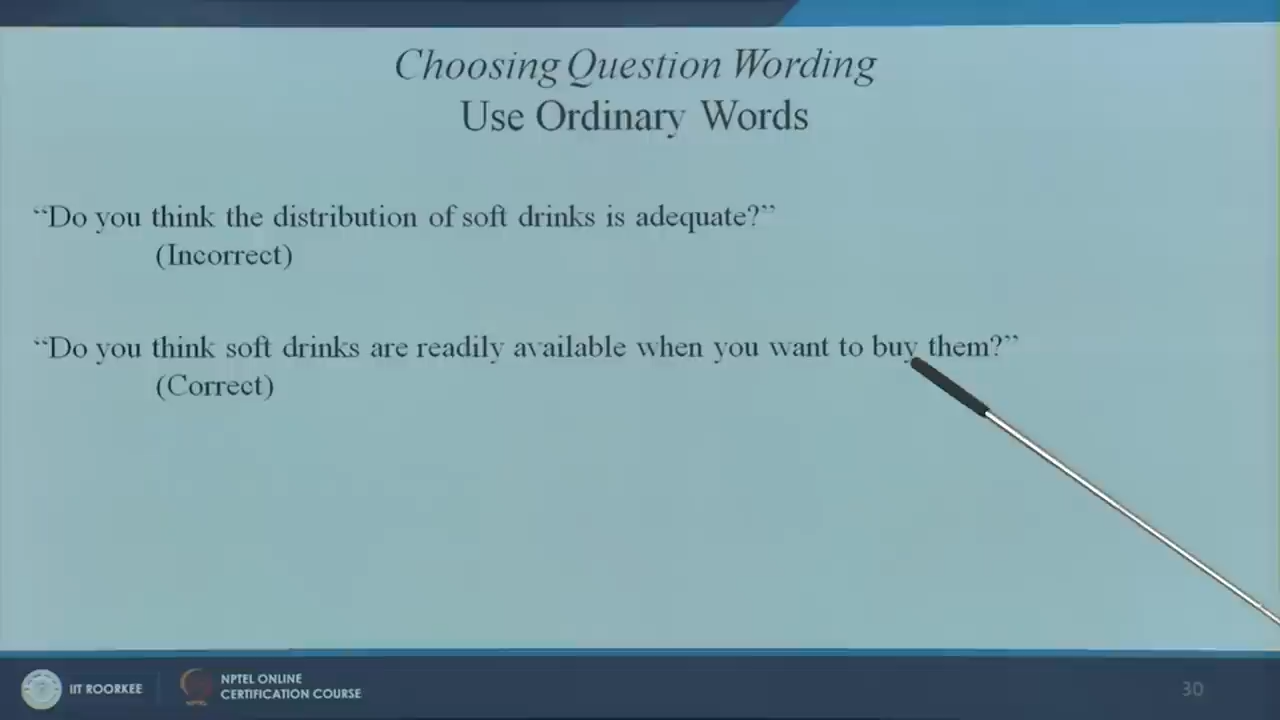 Choosing Question Wording
Use Ordinary Words
“Do you think the distribution of soft drinks is adequate?”
(Incorrect)
“Do you think soft drinks are readily available when you want to buy them?”
(Correct)
IIT ROORKEE
NPTEL ONLINE
CERTIFICATION COURSE
30